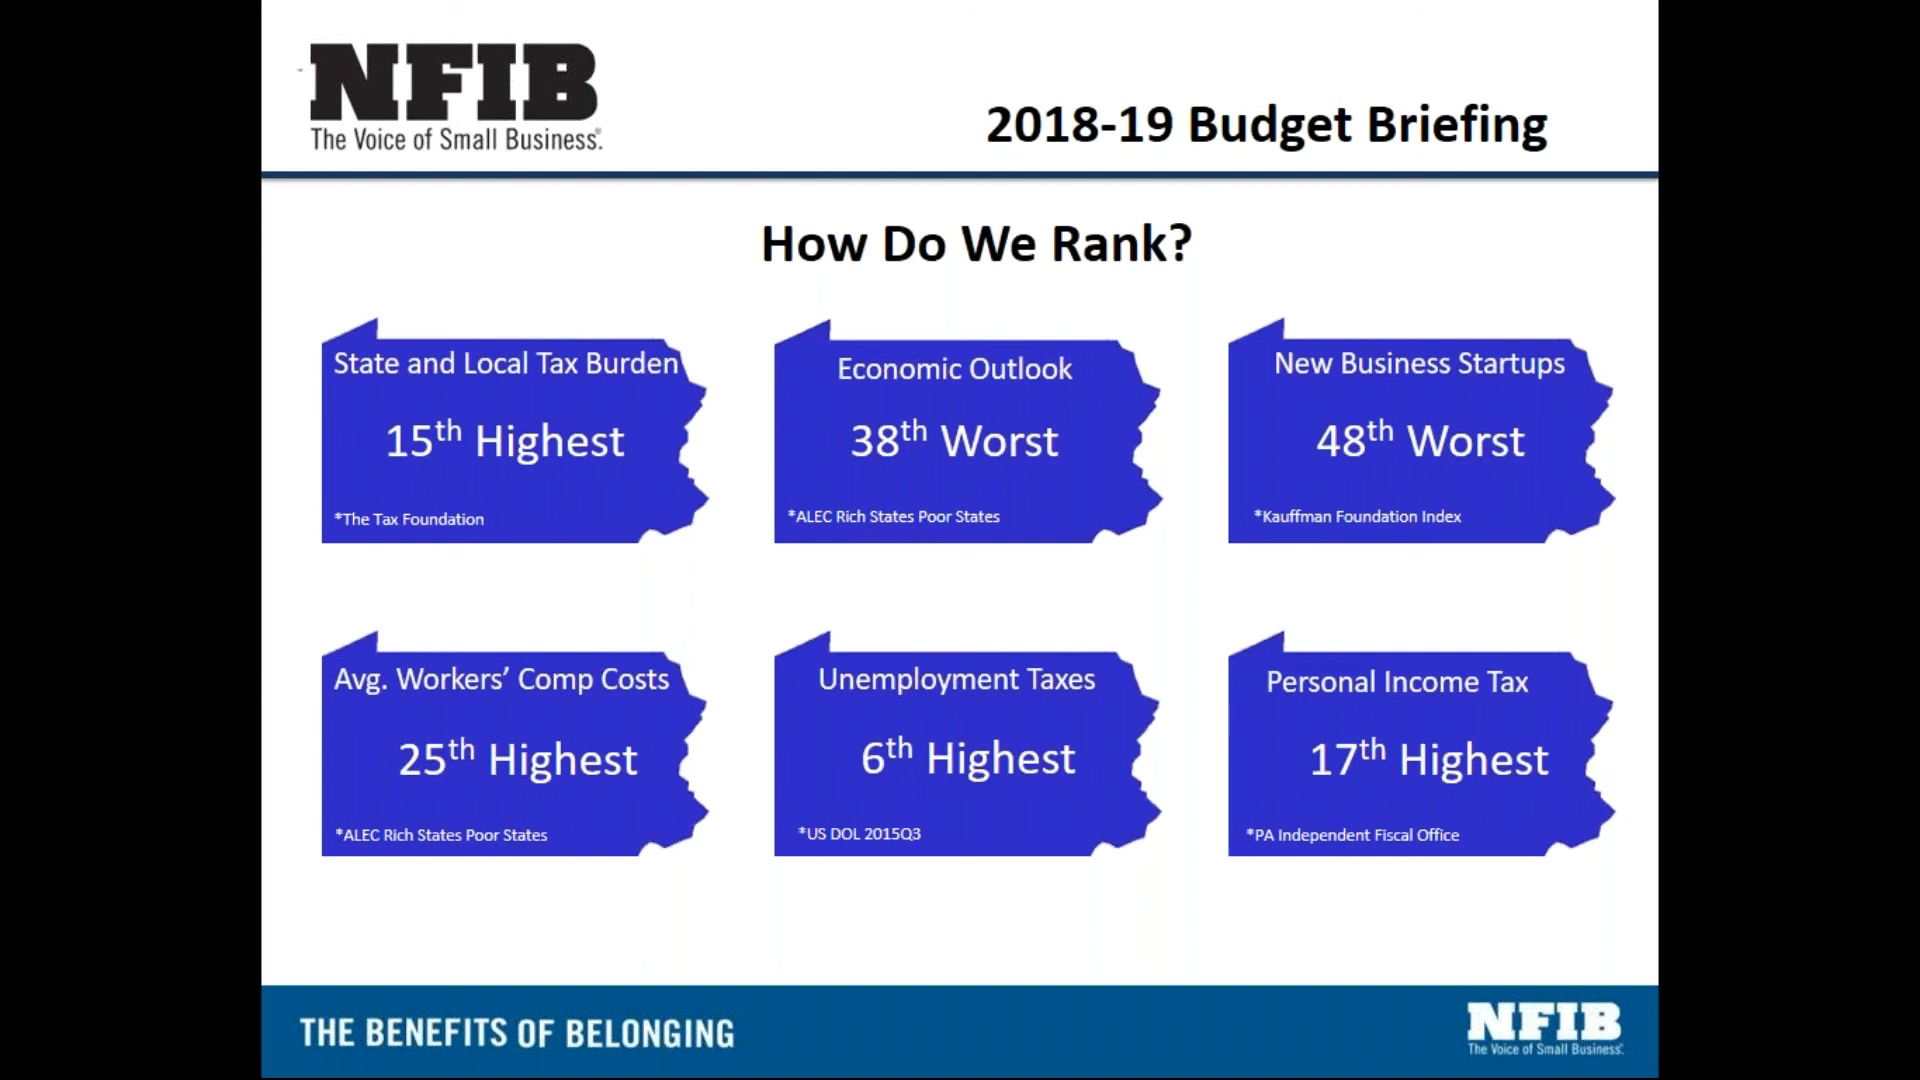 NFIB
The Voice of Small Business®
2018-19 Budget Briefing
How Do We Rank?
State and Local Tax Burden
15th Highest
*The Tax Foundation
Economic Outlook
38th Worst
*ALEC Rich States Poor States
New Business Startups
48th Worst
*Kauffman Foundation Index
Avg. Workers’ Comp Costs
25th Highest
*ALEC Rich States Poor States
Unemployment Taxes
6th Highest
*US DOL 2015Q3
Personal Income Tax
17th Highest
*PA Independent Fiscal Office
THE BENEFITS OF BELONGING
NFIB
The Voice of Small Business®